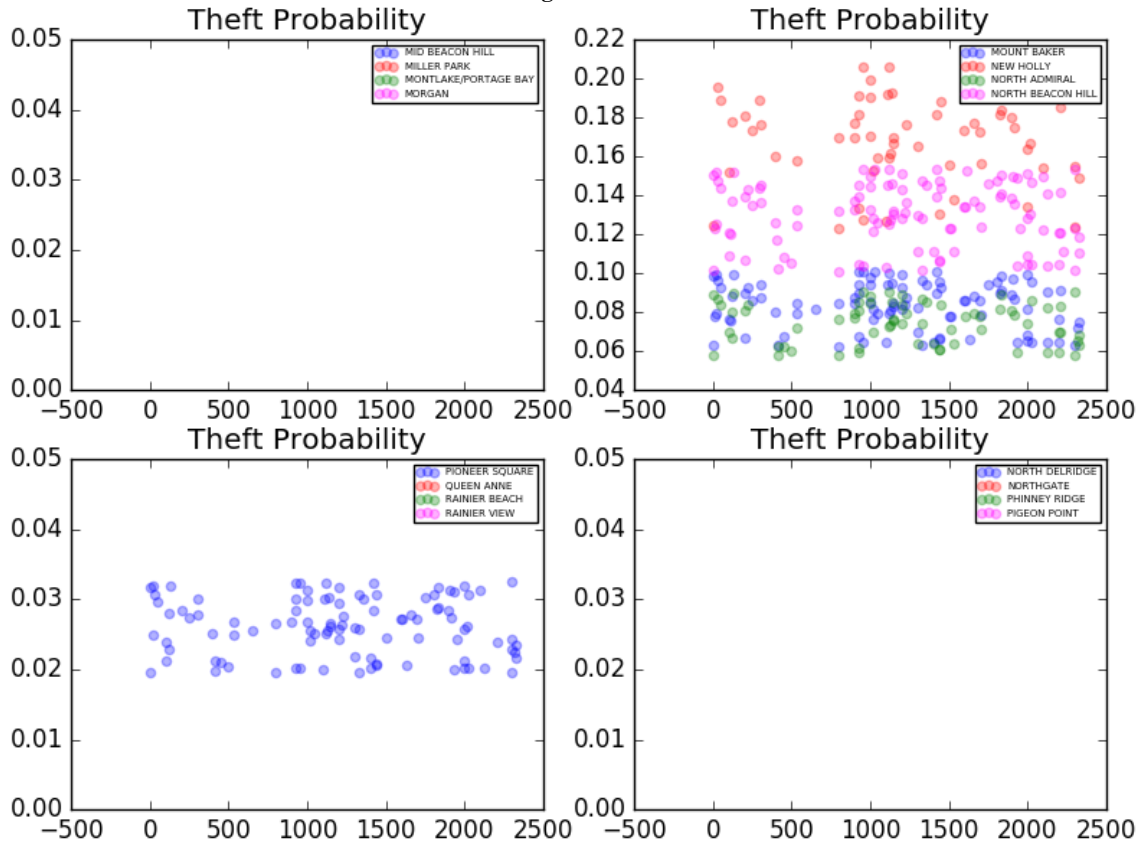 Theft Probability
0.05
0.04
0.03
0.02
0.01
0.00
−500 0 500 1000 1500 2000 2500
MID BEACON HILL
MILLER PARK
MONTLAKE/PORTAGE BAY
MORGAN
Theft Probability
0.22
0.20
0.18
0.16
0.14
0.12
0.10
0.08
0.06
0.04
−500 0 500 1000 1500 2000 2500
MOUNT BAKER
NEW HOLLY
NORTH ADMIRAL
NORTH BEACON HILL
Theft Probability
0.05
0.04
0.03
0.02
0.01
0.00
−500 0 500 1000 1500 2000 2500
PIONEER SQUARE
QUEEN ANNE
RAINIER BEACH
RAINIER VIEW
Theft Probability
0.05
0.04
0.03
0.02
0.01
0.00
−500 0 500 1000 1500 2000 2500
NORTH DELRIDGE
NORTHGATE
PHINNEY RIDGE
PIGEON POINT